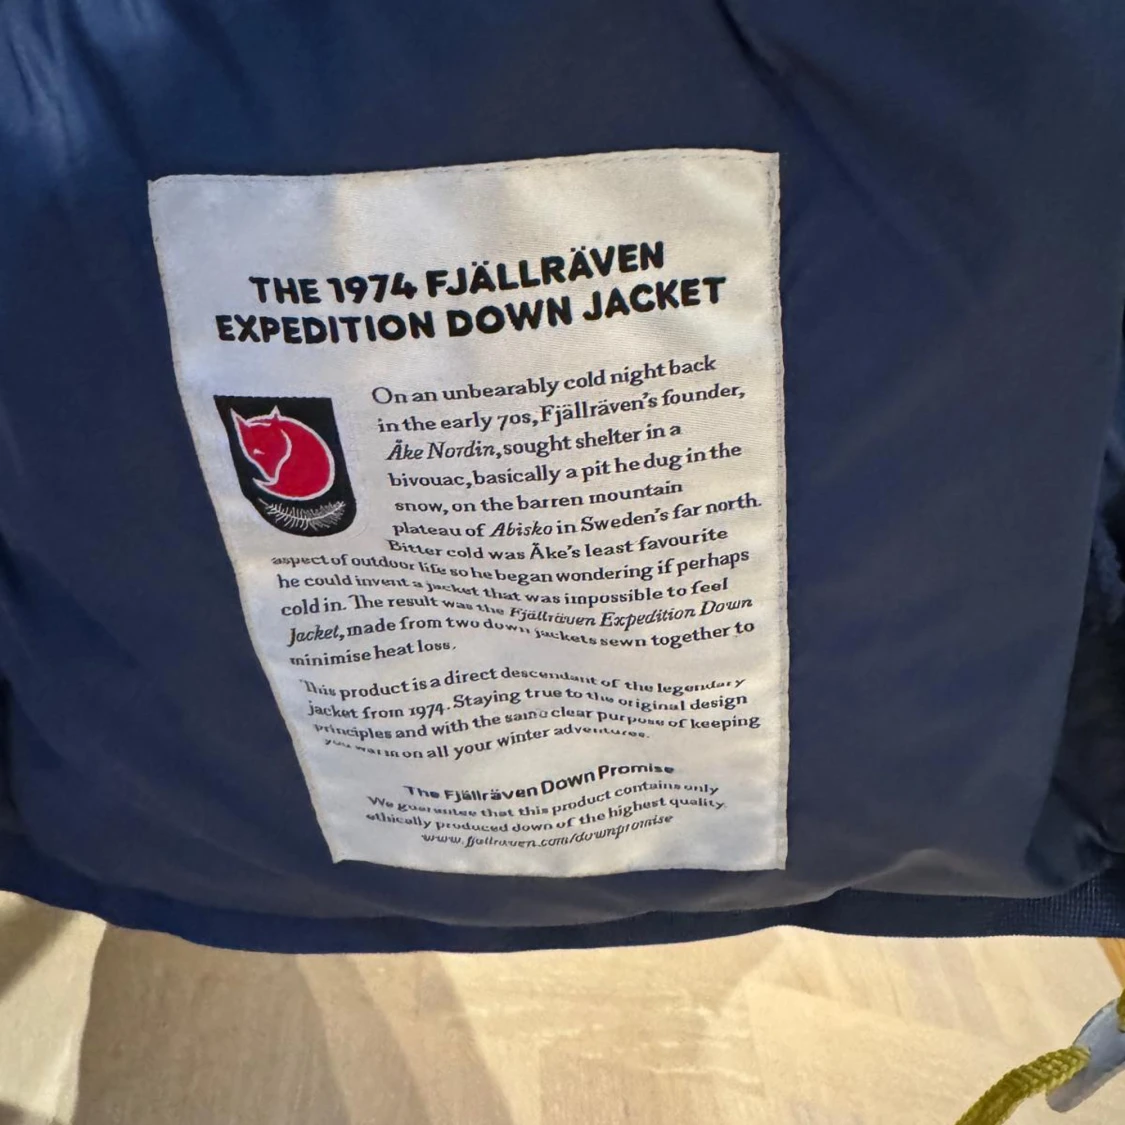 THE 1974 FJÄLLRÄVEN
EXPEDITION DOWN JACKET
On an unbearably cold night back
in the early 70s, Fjällräven's founder,
Åke Nordin, sought shelter in a
bivouac, basically a pit he dug in the
snow, on the barren mountain
plateau of Abisko in Sweden's far north.
Bitter cold was Åke's least favourite
aspect of outdoor life so he began wondering if perhaps
he could invent a jacket that was impossible to feel
cold in. The result was the Fjällräven Expedition Down
Jacket, made from two down jackets sewn together to
minimise heat loss.
This product is a direct descendant of the legendary
jacket from 1974. Staying true to the original design
principles and with the same clear purpose of keeping
you warm on all your winter adventures.
The Fjällräven Down Promise
We guarantee that this product contains only
ethically produced down of the highest quality.
www.fjallraven.com/downpromise